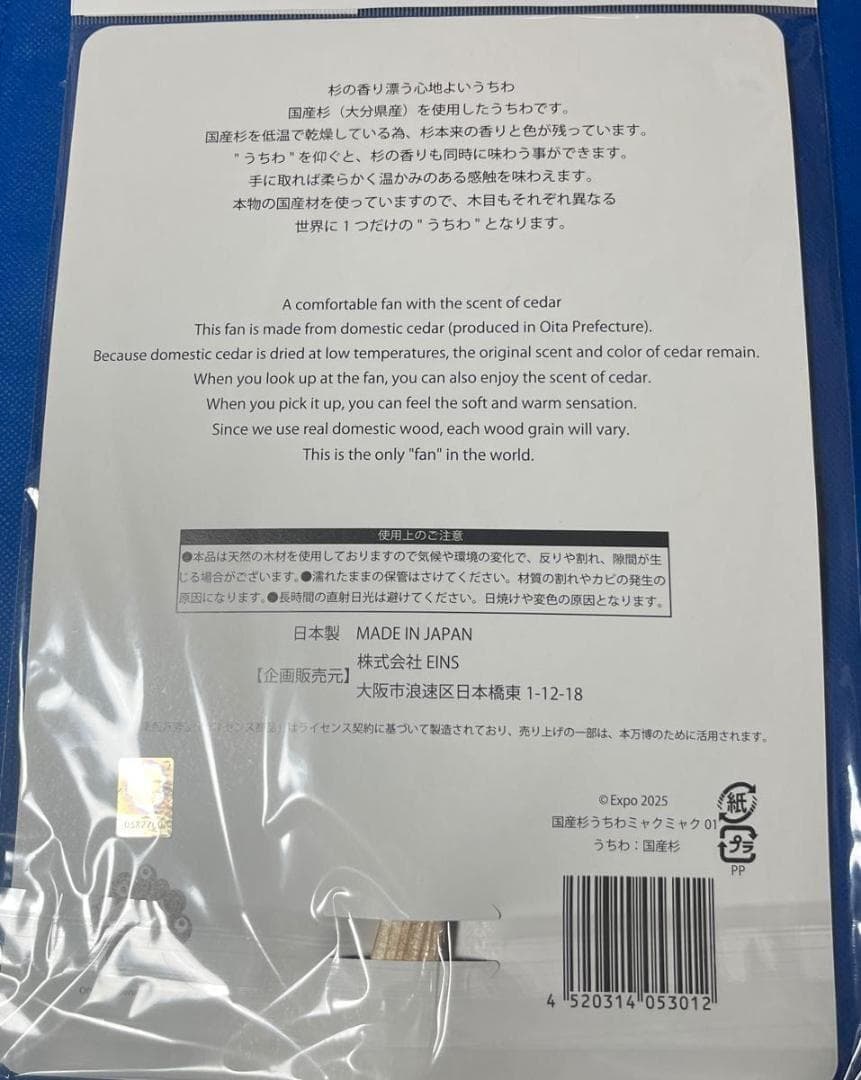 杉の香り漂う心地よいうちわ
国産杉（大分県産）を使用したうちわです。
国産杉を低温で乾燥している為、杉本来の香りと色が残っています。
"うちわ"を仰ぐと、杉の香りも同時に味わう事ができます。
手に取れば柔らかく温かみのある感触を味わえます。
本物の国産材を使っていますので、木目もそれぞれ異なる
世界に1つだけの"うちわ"となります。
A comfortable fan with the scent of cedar
This fan is made from domestic cedar (produced in Oita Prefecture).
Because domestic cedar is dried at low temperatures, the original scent and color of cedar remain.
When you look up at the fan, you can also enjoy the scent of cedar.
When you pick it up, you can feel the soft and warm sensation.
Since we use real domestic wood, each wood grain will vary.
This is the only "fan" in the world.
使用上のご注意
●本品は天然の木材を使用しておりますので気候や環境の変化で、反りや割れ、隙間が生
じる場合がございます。●濡れたままの保管はさけてください。材質の割れやカビの発生の
原因になります。●長時間の直射日光は避けてください。日焼けや変色の原因となります。
日本製 MADE IN JAPAN
【企画販売元】株式会社 EINS
大阪市浪速区日本橋東 1-12-18
はライセンス契約に基づいて製造されており、売り上げの一部は、本万博のために活用されます。
©Expo 2025
国産杉うちわミャクミャク 01
うちわ：国産杉
紙
プラ
PP
4 520314 053012